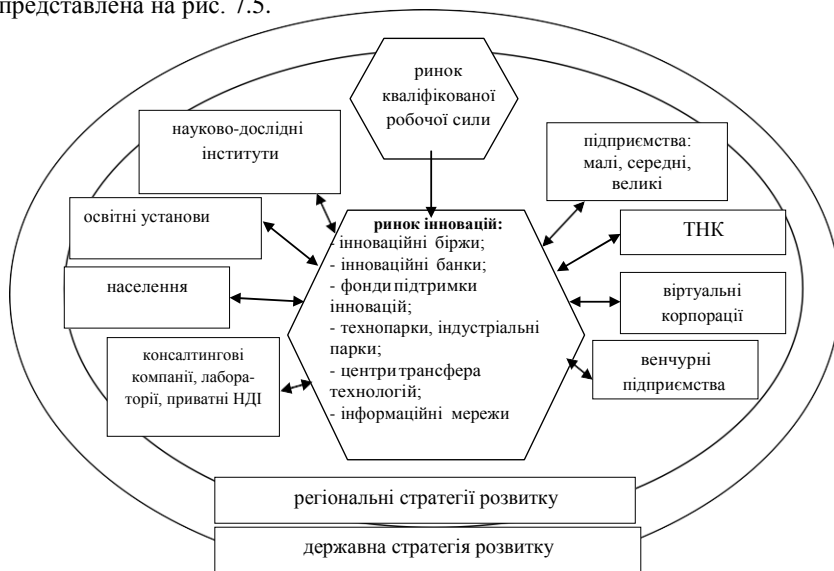 представлена на рис. 7.5.
ринок
кваліфікованої
робочої сили
науково-дослідні
інститути
освітні установи
населення
консалтингові
компанії, лабора-
торії, приватні НДІ
ринок інновацій:
- інноваційні біржи;
- інноваційні банки;
- фонди підтримки
інновацій;
- технопарки, індустріальні
парки;
- центри трансфера
технологій;
- інформаційні мережи
підприємства:
малі, середні,
великі
ТНК
віртуальні
корпорації
венчурні
підприємства
регіональні стратегії розвитку
державна стратегія розвитку